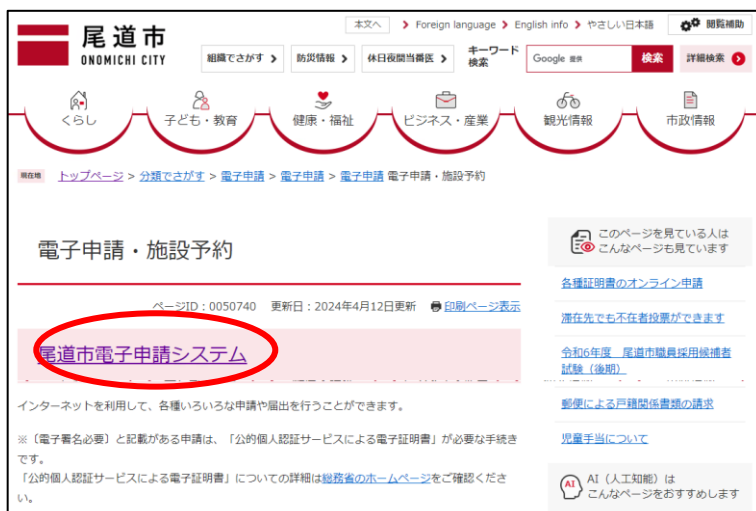 尾道市
ONOMICHI CITY
本文へ
Foreign language
English info
やさしい日本語
閲覧補助
組織でさがす
防災情報
休日夜間当番医
キーワード
検索
Google 提供
検索
詳細検索
くらし
子ども・教育
健康・福祉
ビジネス・産業
観光情報
市政情報
現在地 トップページ > 分類でさがす > 電子申請 > 電子申請 > 電子申請 電子申請・施設予約
電子申請・施設予約
ページID：0050740 更新日：2024年4月12日更新 印刷ページ表示
尾道市電子申請システム
インターネットを利用して、各種いろいろな申請や届出を行うことができます。
※〔電子署名必要〕と記載がある申請は、「公的個人認証サービスによる電子証明書」が必要な手続き
です。
「公的個人認証サービスによる電子証明書」についての詳細は総務省のホームページをご確認くださ
い。
このページを見ている人は
こんなページも見ています
各種証明書のオンライン申請
滞在先でも不在者投票ができます
令和6年度 尾道市職員採用候補者
試験（後期）
郵便による戸籍関係書類の請求
児童手当について
AI
AI（人工知能）は
こんなページをおすすめします